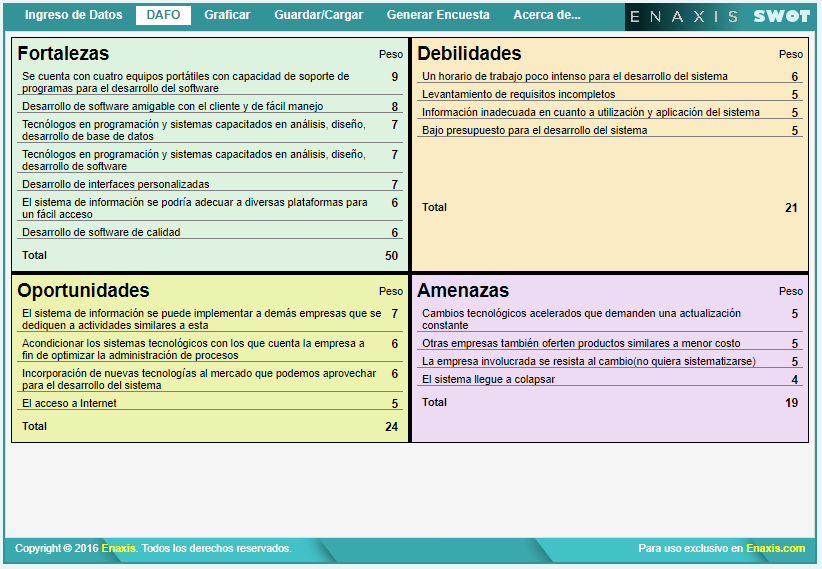 Ingreso de Datos DAFO Graficar Guardar/Cargar Generar Encuesta Acerca de... ENAXIS SWOT
Fortalezas Peso
Se cuenta con cuatro equipos portátiles con capacidad de soporte de 9
programas para el desarrollo del software
Desarrollo de software amigable con el cliente y de fácil manejo 8
Tecnólogos en programación y sistemas capacitados en análisis, diseño, 7
desarrollo de base de datos
Tecnólogos en programación y sistemas capacitados en análisis, diseño, 7
desarrollo de software
Desarrollo de interfaces personalizadas 7
El sistema de información se podría adecuar a diversas plataformas para 6
un fácil acceso
Desarrollo de software de calidad 6
Total 50
Debilidades Peso
Un horario de trabajo poco intenso para el desarrollo del sistema 6
Levantamiento de requisitos incompletos 5
Información inadecuada en cuanto a utilización y aplicación del sistema 5
Bajo presupuesto para el desarrollo del sistema 5
Total 21
Oportunidades Peso
El sistema de información se puede implementar a demás empresas que se 7
dediquen a actividades similares a esta
Acondicionar los sistemas tecnológicos con los que cuenta la empresa a 6
fin de optimizar la administración de procesos
Incorporación de nuevas tecnologías al mercado que podemos aprovechar 6
para el desarrollo del sistema
El acceso a Internet 5
Total 24
Amenazas Peso
Cambios tecnológicos acelerados que demanden una actualización 5
constante
Otras empresas también oferten productos similares a menor costo 5
La empresa involucrada se resista al cambio(no quiera sistematizarse) 5
El sistema llegue a colapsar 4
Total 19
Copyright © 2016 Enaxis. Todos los derechos reservados. Para uso exclusivo en Enaxis.com